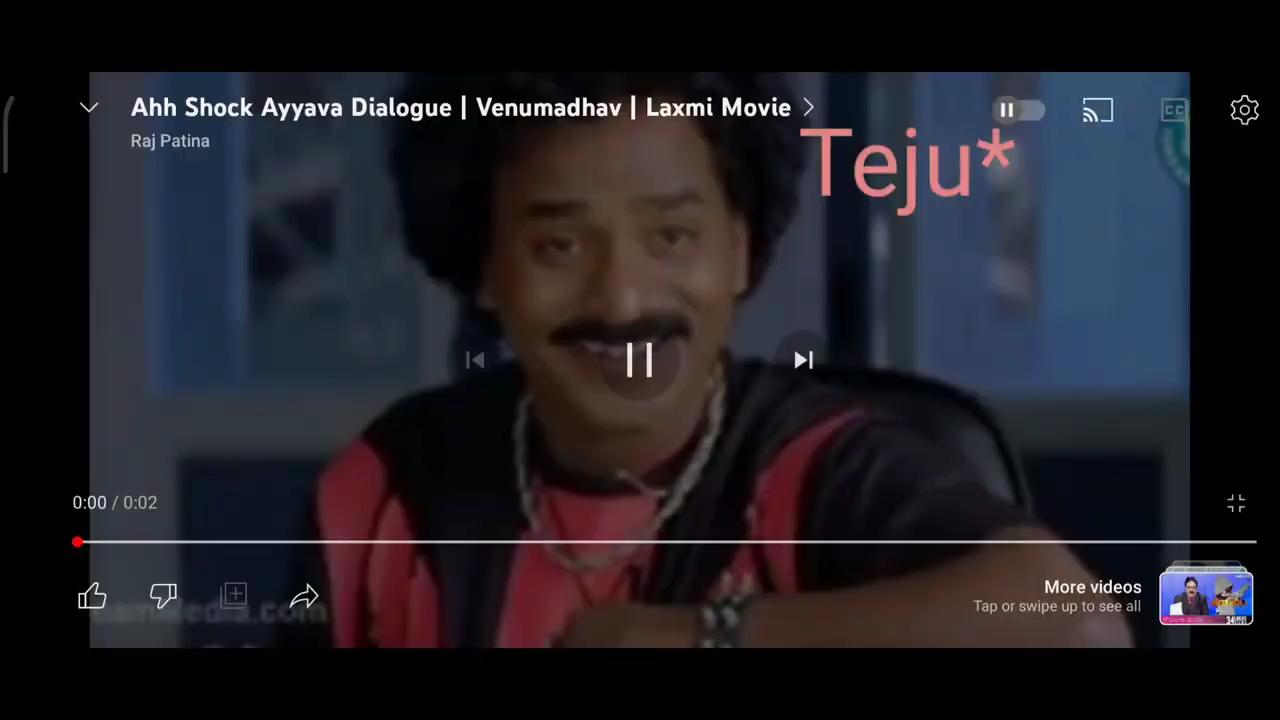 Ahh Shock Ayyava Dialogue | Venumadhav | Laxmi Movie
Raj Patina
CC
Teju*
0:00 / 0:02
More videos
Tap or swipe up to see all